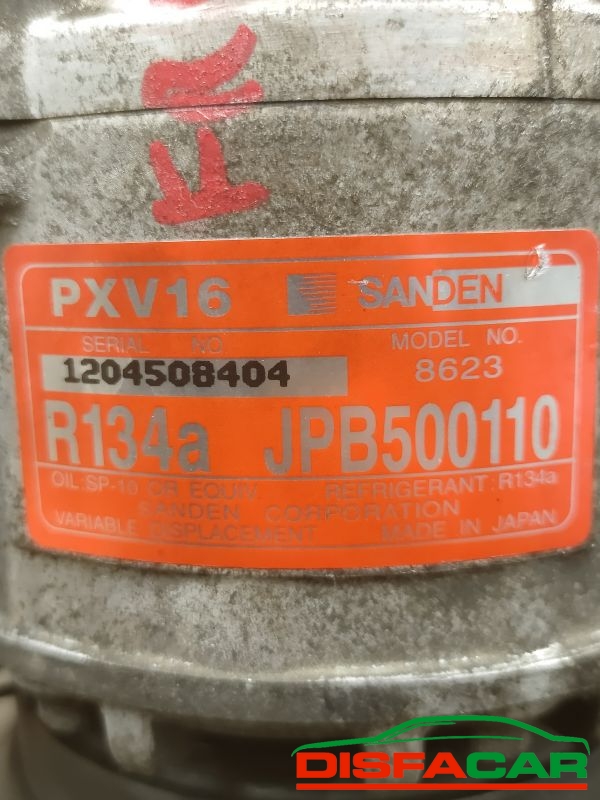 PXV16 SANDEN
SERIAL NO. MODEL NO.
1204508404 8623
R134a JPB500110
OIL:SP-10 OR EQUIV. REFRIGERANT:R134a
SANDEN CORPORATION
VARIABLE DISPLACEMENT MADE IN JAPAN
DISFACAR